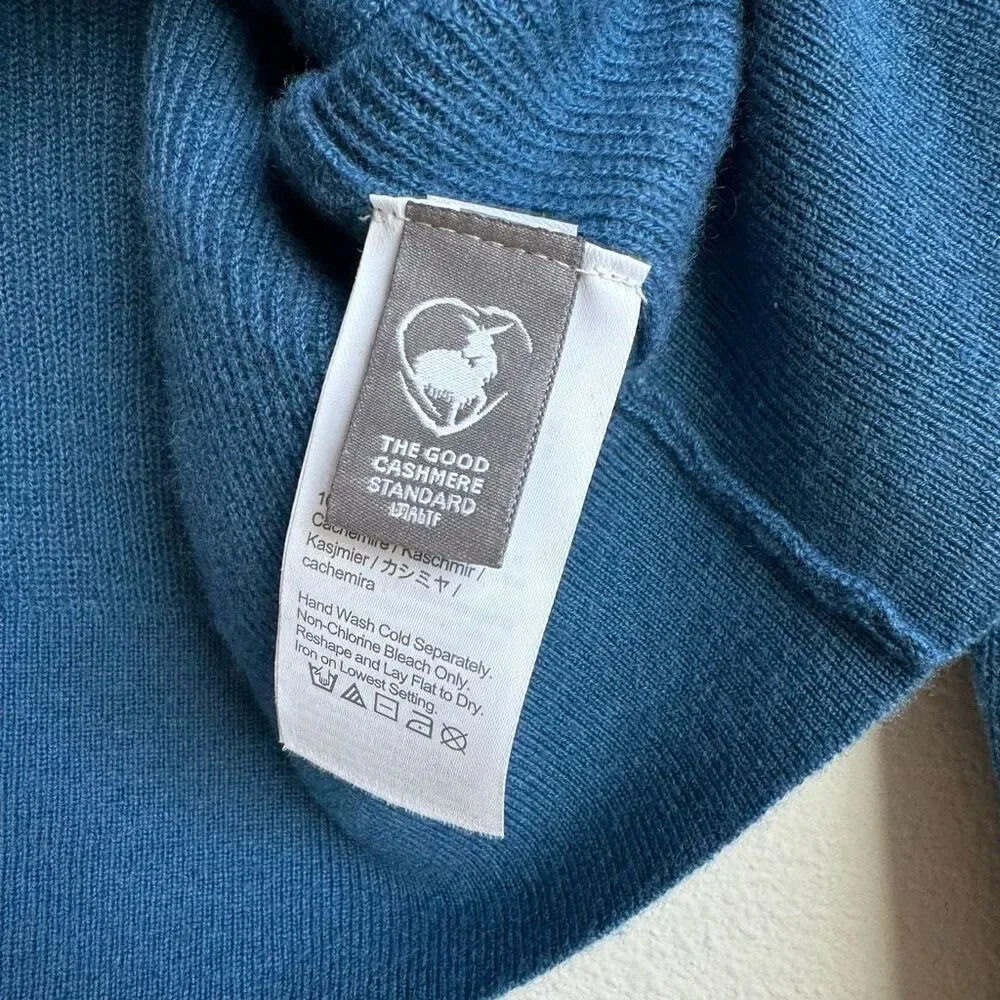 THE GOOD
CASHMERE
STANDARD
Cachemire / Kaschmir /
Kasjmier / カシミヤ /
cachemira
Hand Wash Cold Separately.
Non-Chlorine Bleach Only.
Reshape and Lay Flat to Dry.
Iron on Lowest Setting.